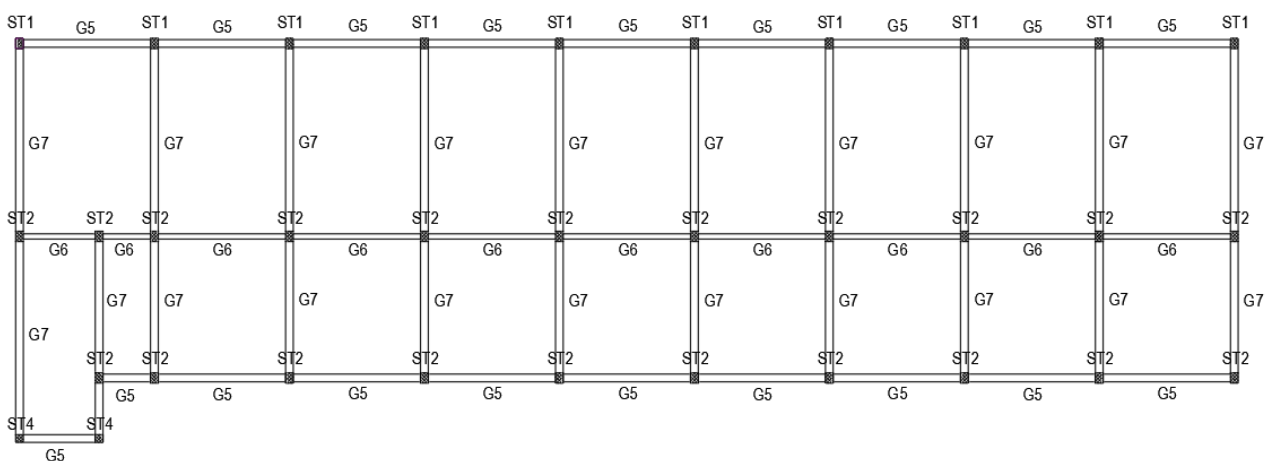 ST1 ST1 ST1 ST1 ST1 ST1 ST1 ST1 ST1 ST1
G5 G5 G5 G5 G5 G5 G5 G5 G5
G7 G7 G7 G7 G7 G7 G7 G7 G7 G7
ST2 ST2 ST2 ST2 ST2 ST2 ST2 ST2 ST2 ST2 ST2
G6 G6 G6 G6 G6 G6 G6 G6 G6 G6
G7 G7 G7 G7 G7 G7 G7 G7 G7 G7
G7
ST2 ST2 ST2 ST2 ST2 ST2 ST2 ST2 ST2 ST2
G5 G5 G5 G5 G5 G5 G5 G5 G5
ST4 ST4
G5